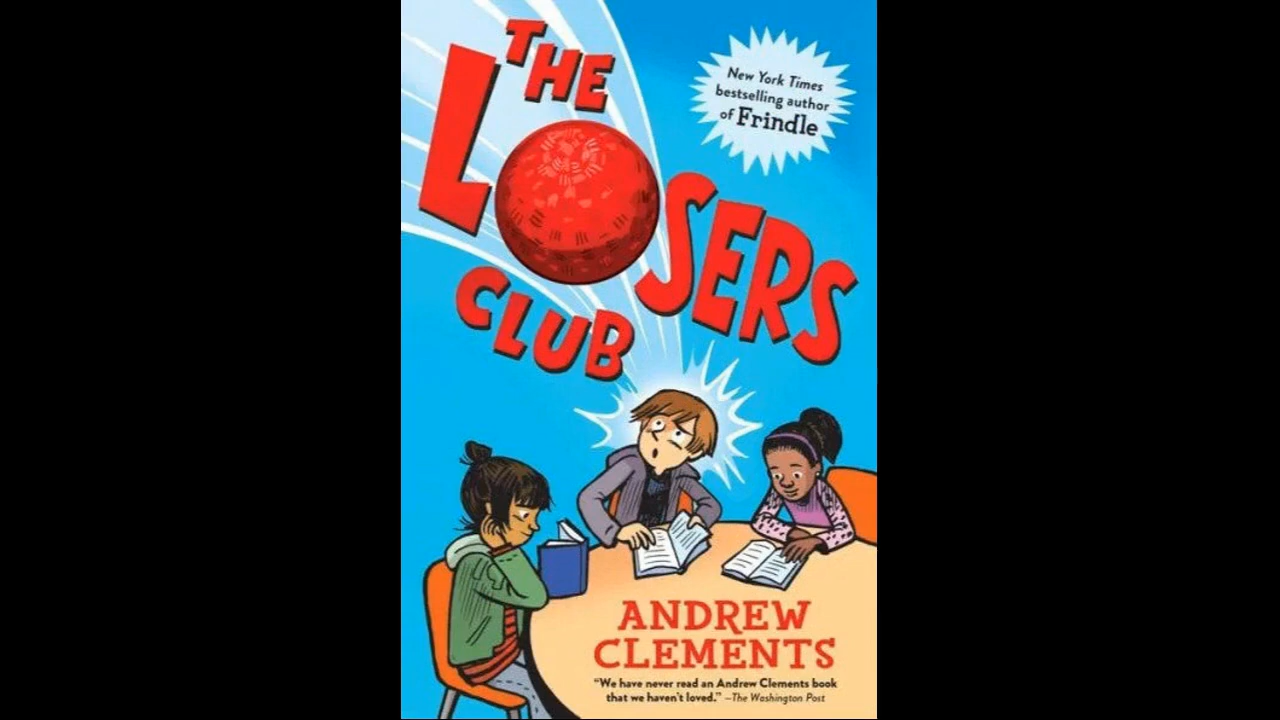 THE
LOSERS
CLUB
New York Times
bestselling author
of Frindle
ANDREW
CLEMENTS
“We have never read an Andrew Clements book
that we haven't loved.” –The Washington Post